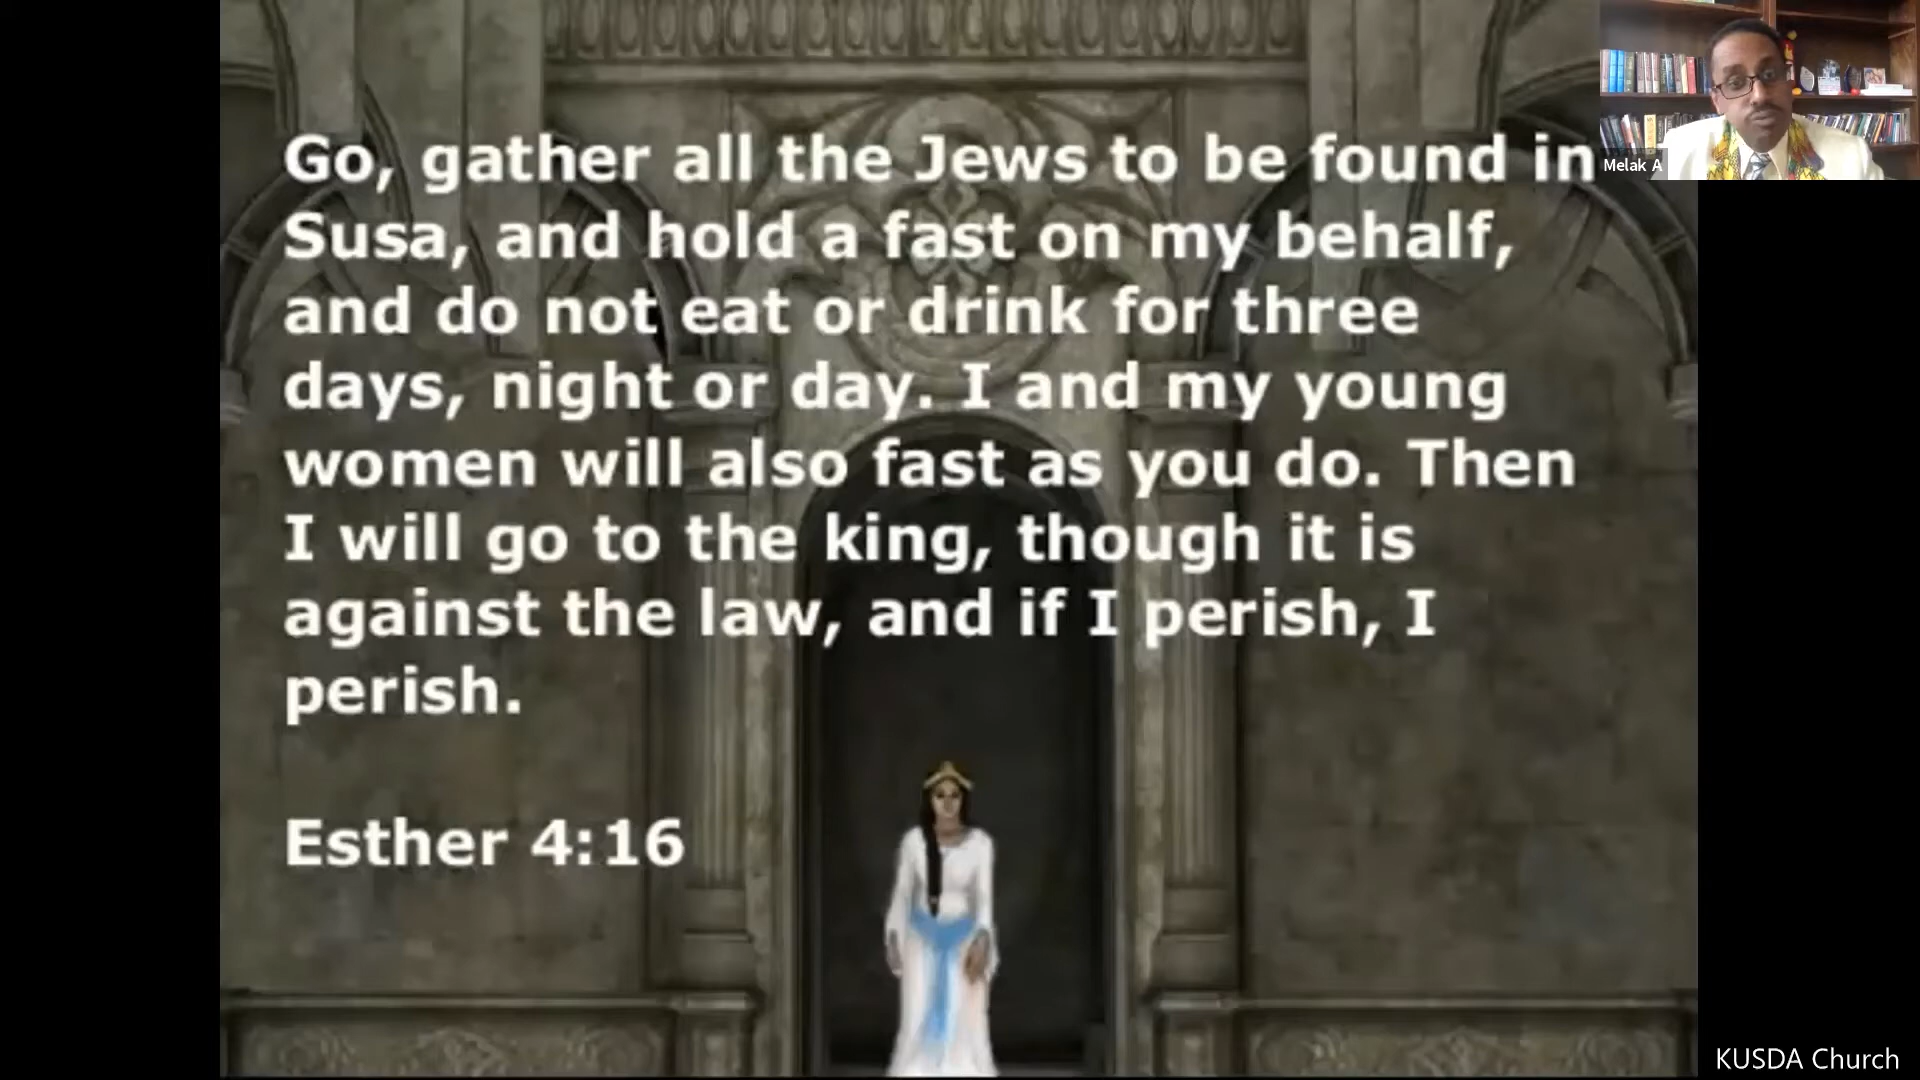 Go, gather all the Jews to be found in
Susa, and hold a fast on my behalf,
and do not eat or drink for three
days, night or day. I and my young
women will also fast as you do. Then
I will go to the king, though it is
against the law, and if I perish, I
perish.
Esther 4:16
Melak A
KUSDA Church